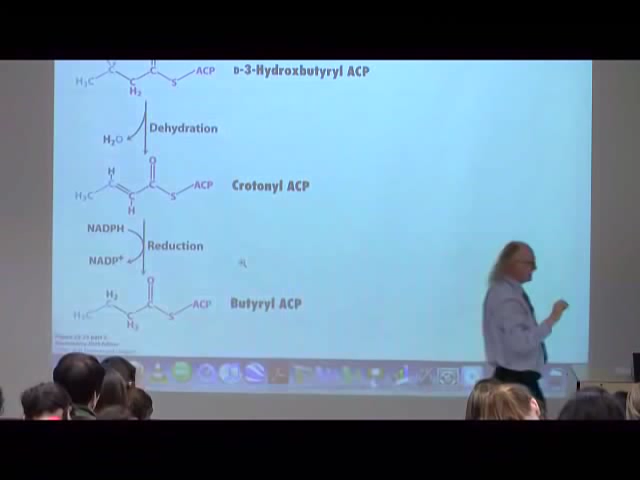 ACP D-3-Hydroxbutyryl ACP
H₃C S
H₂
H₂O Dehydration
O
H ACP Crotonyl ACP
H₃C S
H
NADPH
Reduction
NADP⁺
O
H₂ ACP Butyryl ACP
H₃C S
H₂